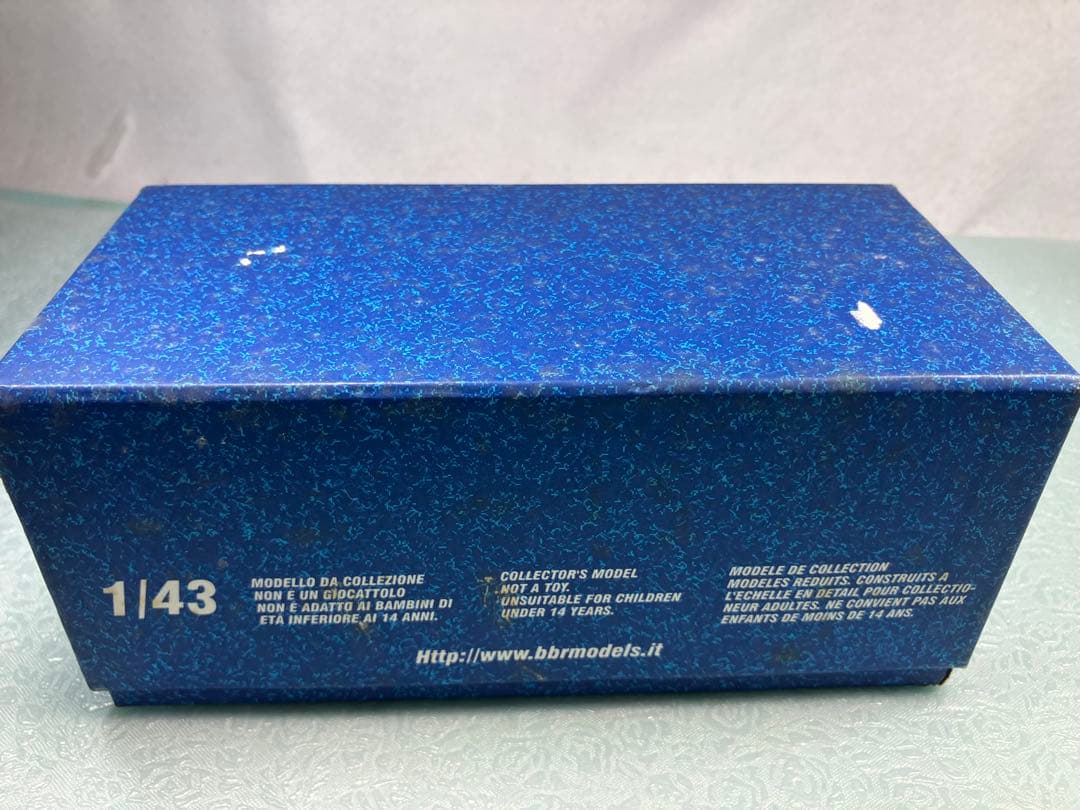 1/43
MODELLO DA COLLEZIONE
NON E UN GIOCATTOLO
NON E ADATTO AI BAMBINI DI
ETA INFERIORE AI 14 ANNI.
COLLECTOR'S MODEL
NOT A TOY.
UNSUITABLE FOR CHILDREN
UNDER 14 YEARS.
MODELE DE COLLECTION
MODELES REDUITS. CONSTRUITS A
L'ECHELLE EN DETAIL POUR COLLECTIO-
NEUR ADULTES. NE CONVIENT PAS AUX
ENFANTS DE MOINS DE 14 ANS.
Http://www.bbrmodels.it